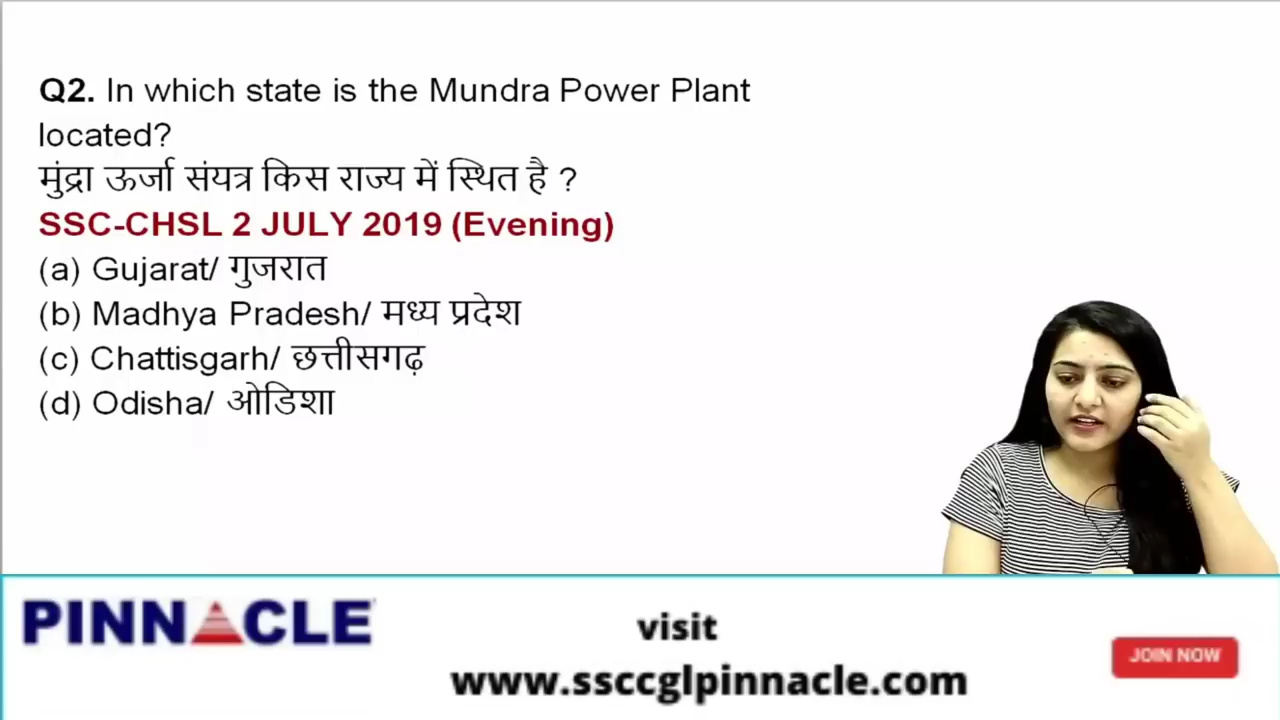 Q2. In which state is the Mundra Power Plant
located?
मुंद्रा ऊर्जा संयत्र किस राज्य में स्थित है ?
SSC-CHSL 2 JULY 2019 (Evening)
(a) Gujarat/ गुजरात
(b) Madhya Pradesh/ मध्य प्रदेश
(c) Chattisgarh/ छत्तीसगढ़
(d) Odisha/ ओडिशा
PINNACLE
visit
www.ssccglpinnacle.com
JOIN NOW